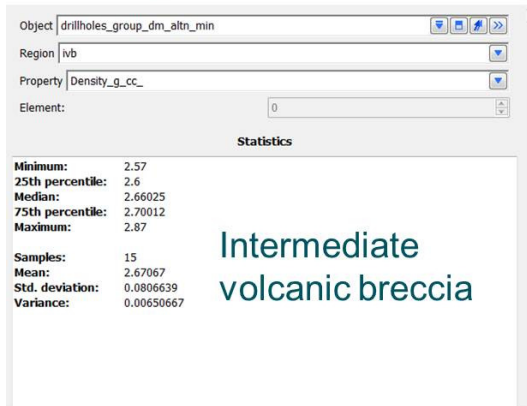 Object drillholes_group_dm_altn_min
Region ivb
Property Density_g_cc_
Element: 0
Statistics
Minimum: 2.57
25th percentile: 2.6
Median: 2.66025
75th percentile: 2.70012
Maximum: 2.87
Samples: 15
Mean: 2.67067
Std. deviation: 0.0806639
Variance: 0.00650667
Intermediate
volcanic breccia